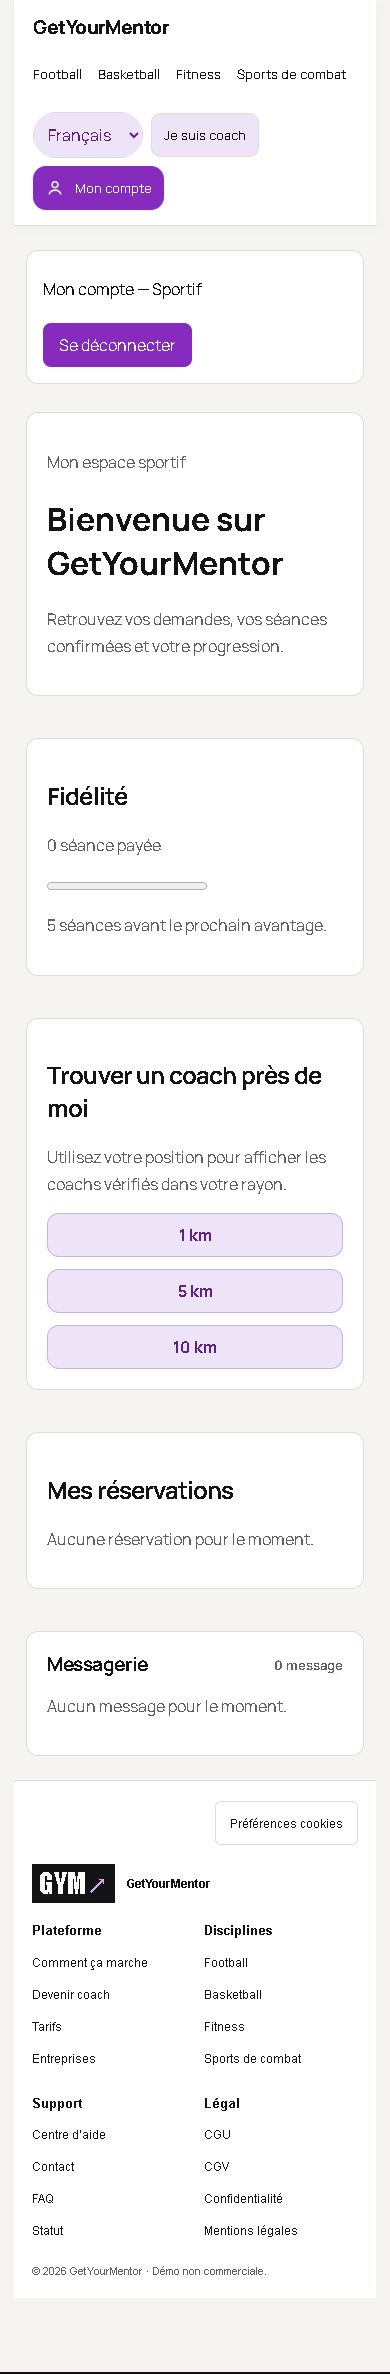 GetYourMentor
Football Basketball Fitness Sports de combat
Français Je suis coach
Mon compte
Mon compte — Sportif
Se déconnecter
Mon espace sportif
Bienvenue sur
GetYourMentor
Retrouvez vos demandes, vos séances
confirmées et votre progression.
Fidélité
0 séance payée
5 séances avant le prochain avantage.
Trouver un coach près de
moi
Utilisez votre position pour afficher les
coachs vérifiés dans votre rayon.
1 km
5 km
10 km
Mes réservations
Aucune réservation pour le moment.
Messagerie 0 message
Aucun message pour le moment.
Préférences cookies
GYM GetYourMentor
Plateforme Disciplines
Comment ça marche Football
Devenir coach Basketball
Tarifs Fitness
Entreprises Sports de combat
Support Légal
Centre d'aide CGU
Contact CGV
FAQ Confidentialité
Statut Mentions légales
© 2026 GetYourMentor · Démo non commerciale.